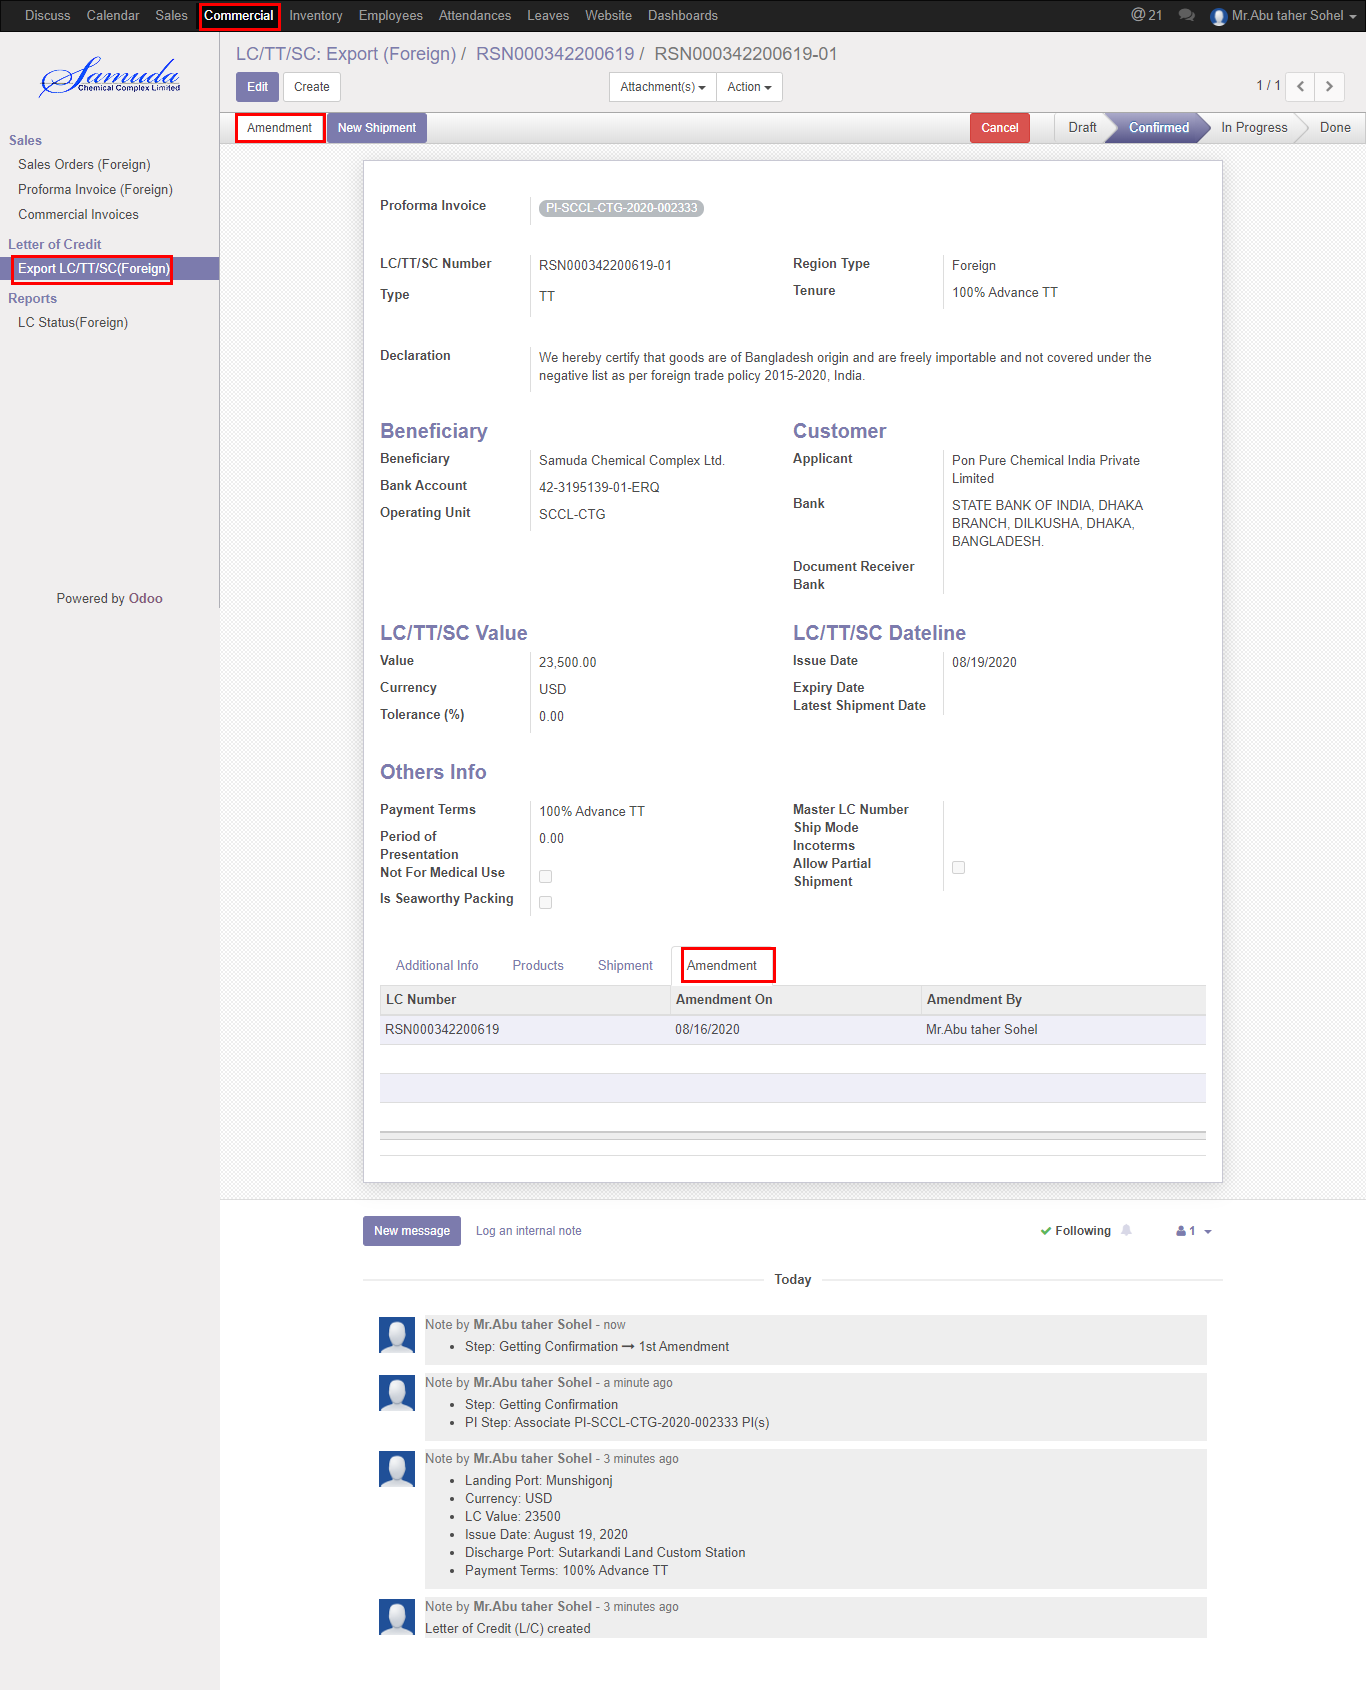 Discuss Calendar Sales Commercial Inventory Employees Attendances Leaves Website Dashboards @ 21 Mr.Abu taher Sohel
Samuda
Chemical Complex Limited
LC/TT/SC: Export (Foreign) / RSN000342200619 / RSN000342200619-01
Edit Create Attachment(s) Action 1 / 1
Amendment New Shipment Cancel Draft Confirmed In Progress Done
Sales
Sales Orders (Foreign)
Proforma Invoice (Foreign)
Commercial Invoices
Letter of Credit
Export LC/TT/SC(Foreign)
Reports
LC Status(Foreign)
Powered by Odoo
Proforma Invoice PI-SCCL-CTG-2020-002333
LC/TT/SC Number RSN000342200619-01 Region Type Foreign
Type TT Tenure 100% Advance TT
Declaration We hereby certify that goods are of Bangladesh origin and are freely importable and not covered under the
negative list as per foreign trade policy 2015-2020, India.
Beneficiary Customer
Beneficiary Samuda Chemical Complex Ltd. Applicant Pon Pure Chemical India Private
Limited
Bank Account 42-3195139-01-ERQ
Operating Unit SCCL-CTG Bank STATE BANK OF INDIA, DHAKA
BRANCH, DILKUSHA, DHAKA,
BANGLADESH.
Document Receiver
Bank
LC/TT/SC Value LC/TT/SC Dateline
Value 23,500.00 Issue Date 08/19/2020
Currency USD Expiry Date
Tolerance (%) 0.00 Latest Shipment Date
Others Info
Payment Terms 100% Advance TT Master LC Number
Period of 0.00 Ship Mode
Presentation Incoterms
Not For Medical Use Allow Partial
Is Seaworthy Packing Shipment
Additional Info Products Shipment Amendment
LC Number Amendment On Amendment By
RSN000342200619 08/16/2020 Mr.Abu taher Sohel
New message Log an internal note Following 1
Today
Note by Mr.Abu taher Sohel - now
• Step: Getting Confirmation → 1st Amendment
Note by Mr.Abu taher Sohel - a minute ago
• Step: Getting Confirmation
• PI Step: Associate PI-SCCL-CTG-2020-002333 PI(s)
Note by Mr.Abu taher Sohel - 3 minutes ago
• Landing Port: Munshigonj
• Currency: USD
• LC Value: 23500
• Issue Date: August 19, 2020
• Discharge Port: Sutarkandi Land Custom Station
• Payment Terms: 100% Advance TT
Note by Mr.Abu taher Sohel - 3 minutes ago
Letter of Credit (L/C) created